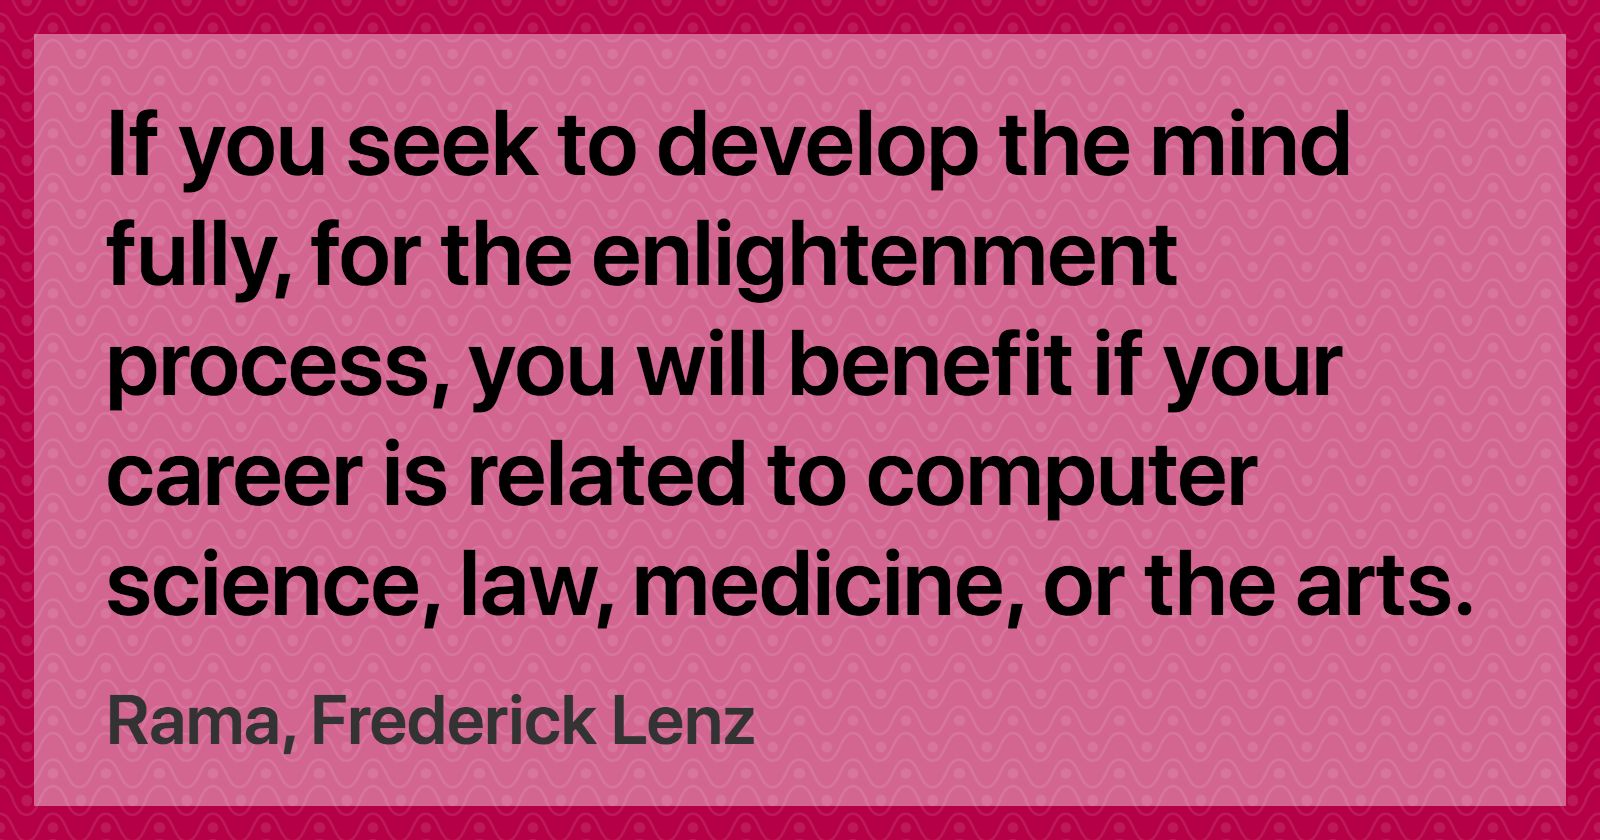 If you seek to develop the mind
fully, for the enlightenment
process, you will benefit if your
career is related to computer
science, law, medicine, or the arts.
Rama, Frederick Lenz